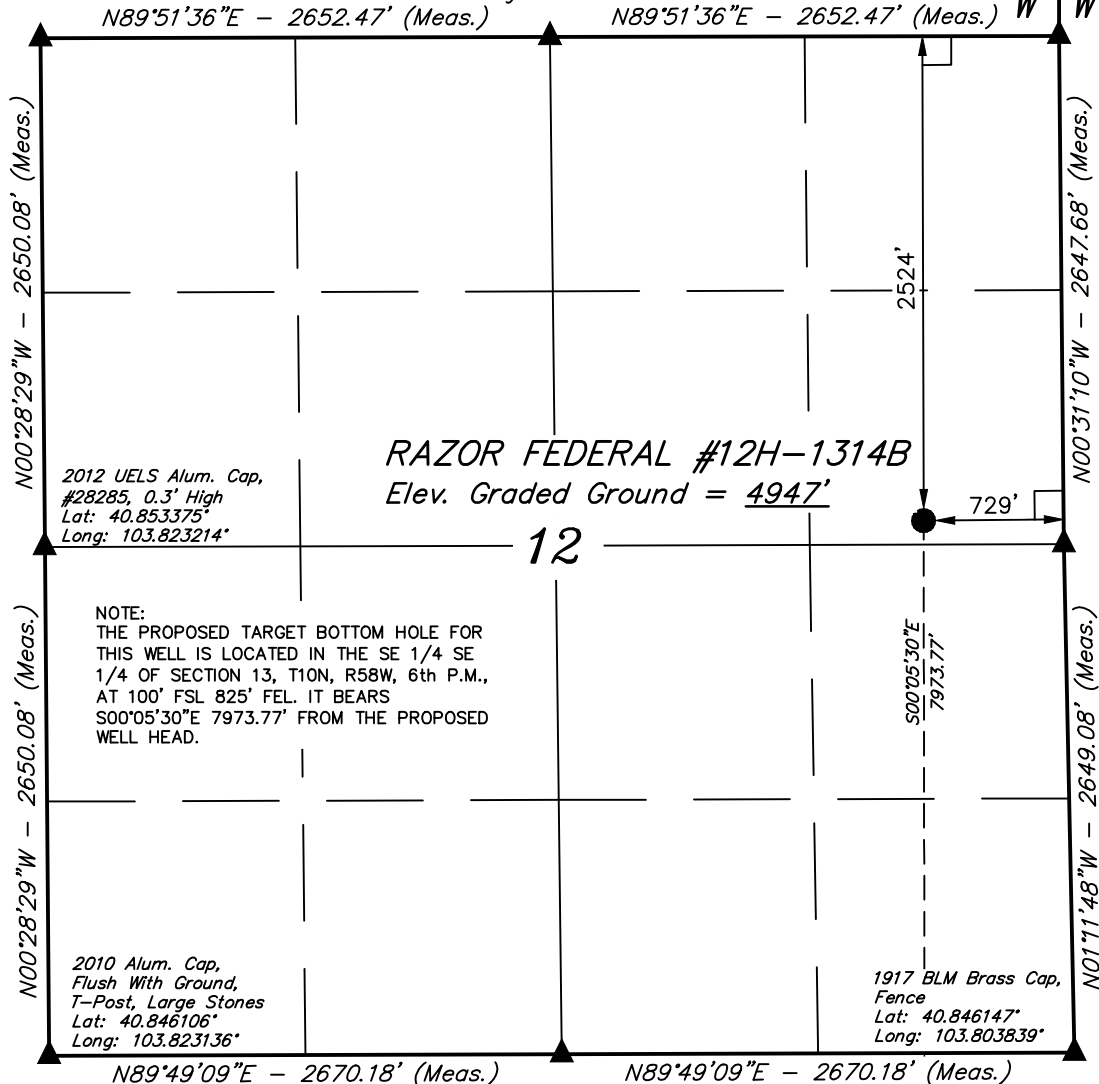 N89°51'36"E – 2652.47' (Meas.)
N89°51'36"E – 2652.47' (Meas.)
W
W
N00°28'29"W – 2650.08' (Meas.)
N00°31'10"W – 2647.68' (Meas.)
2524'
RAZOR FEDERAL #12H–1314B
Elev. Graded Ground = 4947'
2012 UELS Alum. Cap,
#28285, 0.3' High
Lat: 40.853375°
Long: 103.823214°
729'
12
NOTE:
THE PROPOSED TARGET BOTTOM HOLE FOR
THIS WELL IS LOCATED IN THE SE 1/4 SE
1/4 OF SECTION 13, T10N, R58W, 6th P.M.,
AT 100' FSL 825' FEL. IT BEARS
S00°05'30"E 7973.77' FROM THE PROPOSED
WELL HEAD.
S00°05'30"E
7973.77'
N00°28'29"W – 2650.08' (Meas.)
N01°11'48"W – 2649.08' (Meas.)
2010 Alum. Cap,
Flush With Ground,
T–Post, Large Stones
Lat: 40.846106°
Long: 103.823136°
1917 BLM Brass Cap,
Fence
Lat: 40.846147°
Long: 103.803839°
N89°49'09"E – 2670.18' (Meas.)
N89°49'09"E – 2670.18' (Meas.)